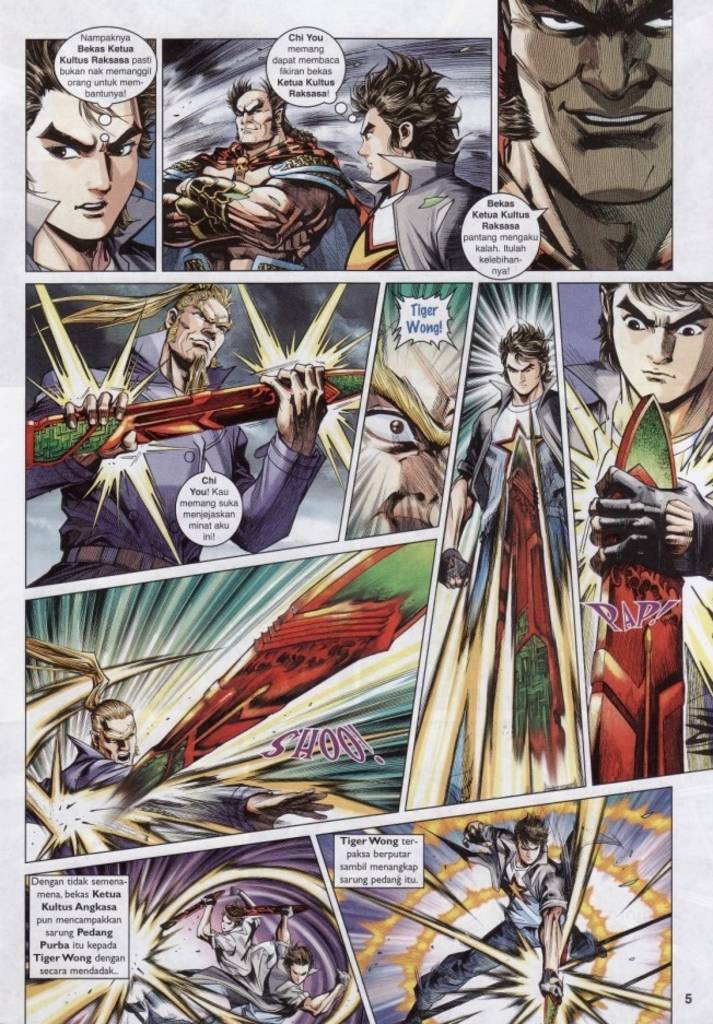 Nampaknya
Bekas Ketua
Kultus Raksasa pasti
bukan nak memanggil
orang untuk mem-
bantunya!
Chi You
memang
dapat membaca
fikiran bekas
Ketua Kultus
Raksasa!
Bekas
Ketua Kultus
Raksasa
pantang mengaku
kalah. Itulah
kelebihan-
nya!
Chi
You! Kau
memang suka
menjejaskan
minat aku
ini!
Tiger
Wong!
RAP!
SHOO!
Dengan tidak semena-
mena, bekas Ketua
Kultus Angkasa
pun mencampakkan
sarung Pedang
Purba itu kepada
Tiger Wong dengan
secara mendadak..
Tiger Wong ter-
paksa berputar
sambil menangkap
sarung pedang itu.
5